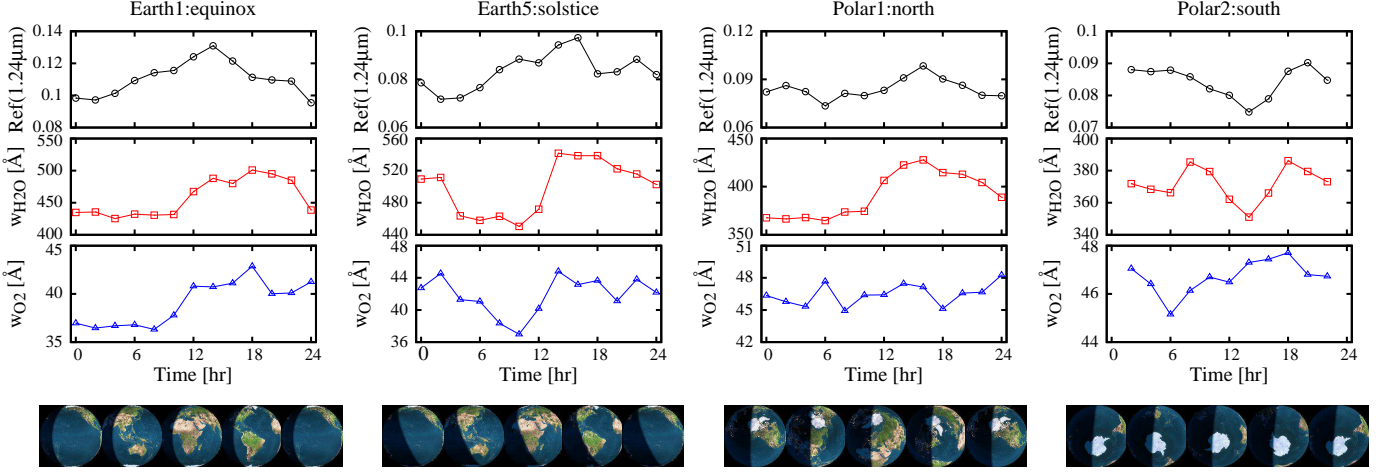 Earth1:equinox
Ref(1.24μm)
0.14
0.12
0.1
0.08
wH2O [Å]
500
450
400
wO2 [Å]
45
40
35
0 6 12 18 24
Time [hr]
Earth5:solstice
Ref(1.24μm)
0.1
0.08
0.06
wH2O [Å]
560
520
480
440
wO2 [Å]
48
44
40
36
0 6 12 18 24
Time [hr]
Polar1:north
Ref(1.24μm)
0.12
0.09
0.06
wH2O [Å]
450
400
350
wO2 [Å]
51
48
45
42
0 6 12 18 24
Time [hr]
Polar2:south
Ref(1.24μm)
0.1
0.09
0.08
0.07
wH2O [Å]
400
380
360
340
wO2 [Å]
48
46
44
0 6 12 18 24
Time [hr]